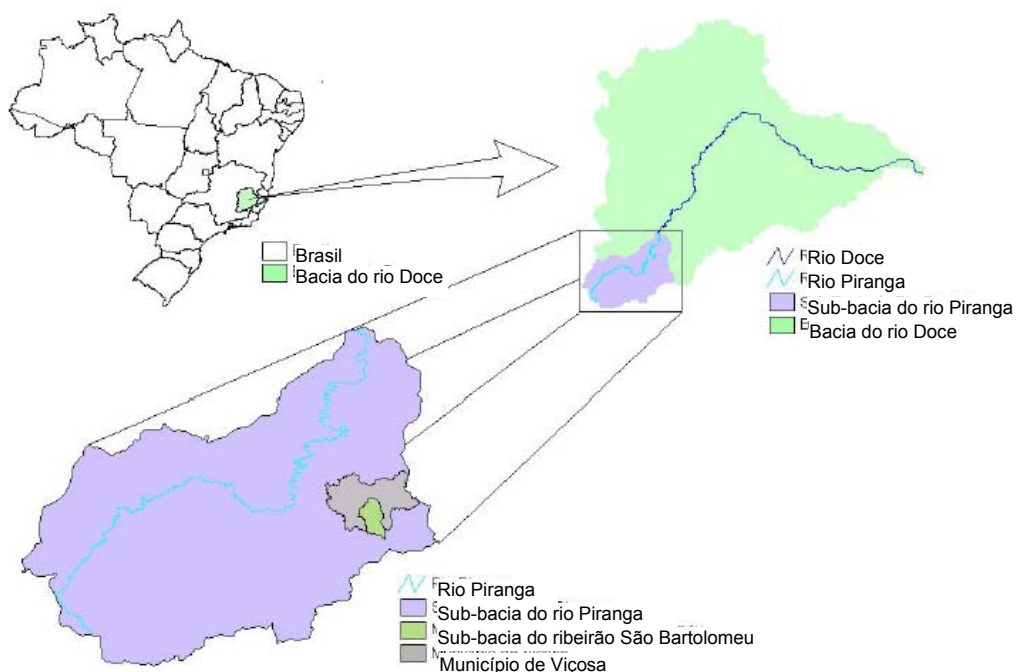 Brasil
Bacia do rio Doce
Rio Doce
Rio Piranga
Sub-bacia do rio Piranga
Bacia do rio Doce
Rio Piranga
Sub-bacia do rio Piranga
Sub-bacia do ribeirão São Bartolomeu
Município de Viçosa